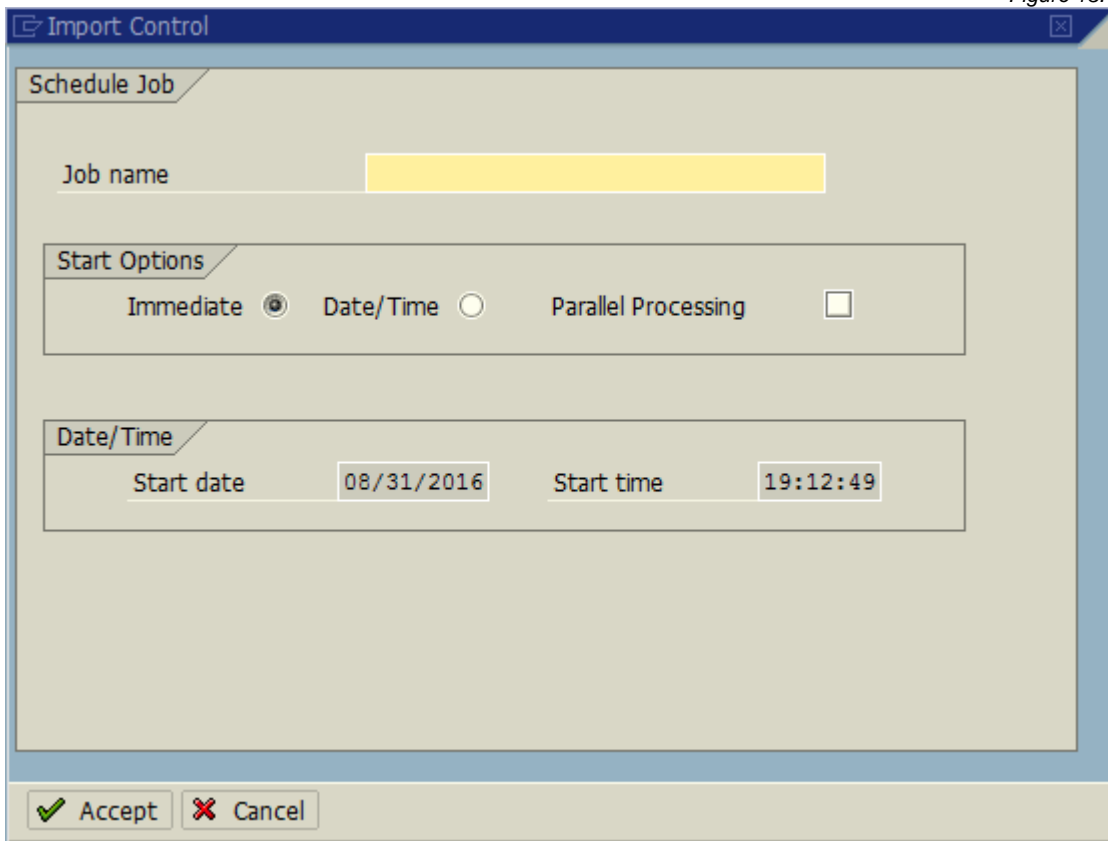 Import Control
Schedule Job
Job name
Start Options
Immediate Date/Time Parallel Processing
Date/Time
Start date 08/31/2016 Start time 19:12:49
Accept Cancel